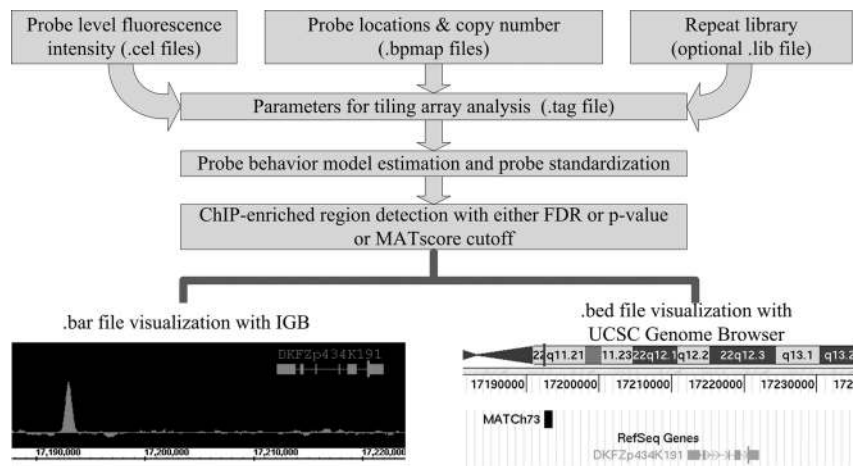 Probe level fluorescence
intensity (.cel files)
Probe locations & copy number
(.bpmap files)
Repeat library
(optional .lib file)
Parameters for tiling array analysis (.tag file)
Probe behavior model estimation and probe standardization
ChIP-enriched region detection with either FDR or p-value
or MATscore cutoff
.bar file visualization with IGB
DKFZp434K191
17,190,000 17,200,000 17,210,000 17,220,000
.bed file visualization with
UCSC Genome Browser
22q11.21 11.23 22q12.1 q12.2 22q12.3 q13.1 q13.2
17190000 17200000 17210000 17220000 17230000 172
MATCh73
RefSeq Genes
DKFZp434K191